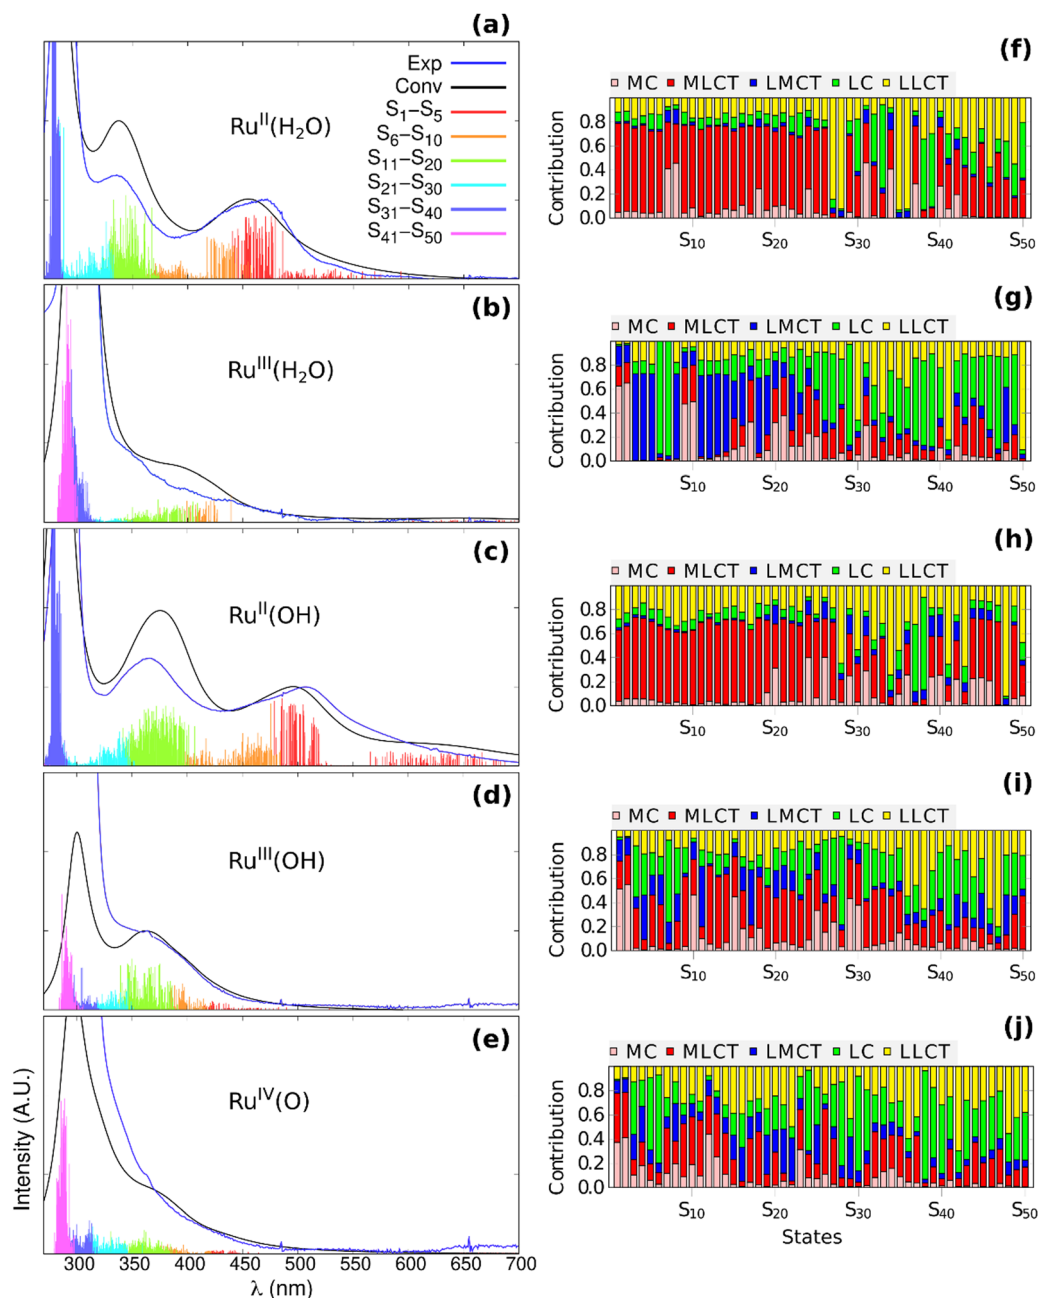 (a)
Exp
Conv
S1–S5
S6–S10
S11–S20
S21–S30
S31–S40
S41–S50
RuII(H2O)
(b)
RuIII(H2O)
(c)
RuII(OH)
(d)
RuIII(OH)
(e)
RuIV(O)
Intensity (A.U.)
300 350 400 450 500 550 600 650 700
λ (nm)
(f)
MC MLCT LMCT LC LLCT
Contribution
0.8
0.6
0.4
0.2
0.0
S10 S20 S30 S40 S50
(g)
MC MLCT LMCT LC LLCT
Contribution
0.8
0.6
0.4
0.2
0.0
S10 S20 S30 S40 S50
(h)
MC MLCT LMCT LC LLCT
Contribution
0.8
0.6
0.4
0.2
0.0
S10 S20 S30 S40 S50
(i)
MC MLCT LMCT LC LLCT
Contribution
0.8
0.6
0.4
0.2
0.0
S10 S20 S30 S40 S50
(j)
MC MLCT LMCT LC LLCT
Contribution
0.8
0.6
0.4
0.2
0.0
S10 S20 S30 S40 S50
States